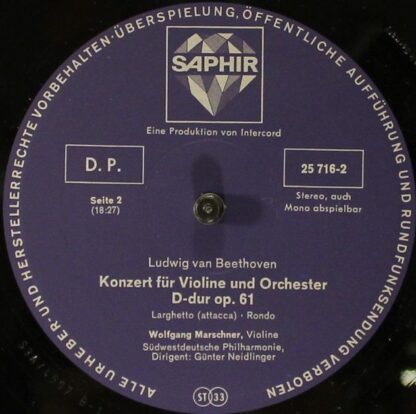 ALLE URHEBER- UND HERSTELLERRECHTE VORBEHALTEN · ÜBERSPIELUNG, ÖFFENTLICHE AUFFÜHRUNG UND RUNDFUNKSENDUNG VERBOTEN
SAPHIR
Eine Produktion von Intercord
D. P.
25 716-2
Seite 2
(18:27)
Stereo, auch
Mono abspielbar
Ludwig van Beethoven
Konzert für Violine und Orchester
D-dur op. 61
Larghetto (attacca) · Rondo
Wolfgang Marschner, Violine
Südwestdeutsche Philharmonie,
Dirigent: Günter Neidlinger
ST 33